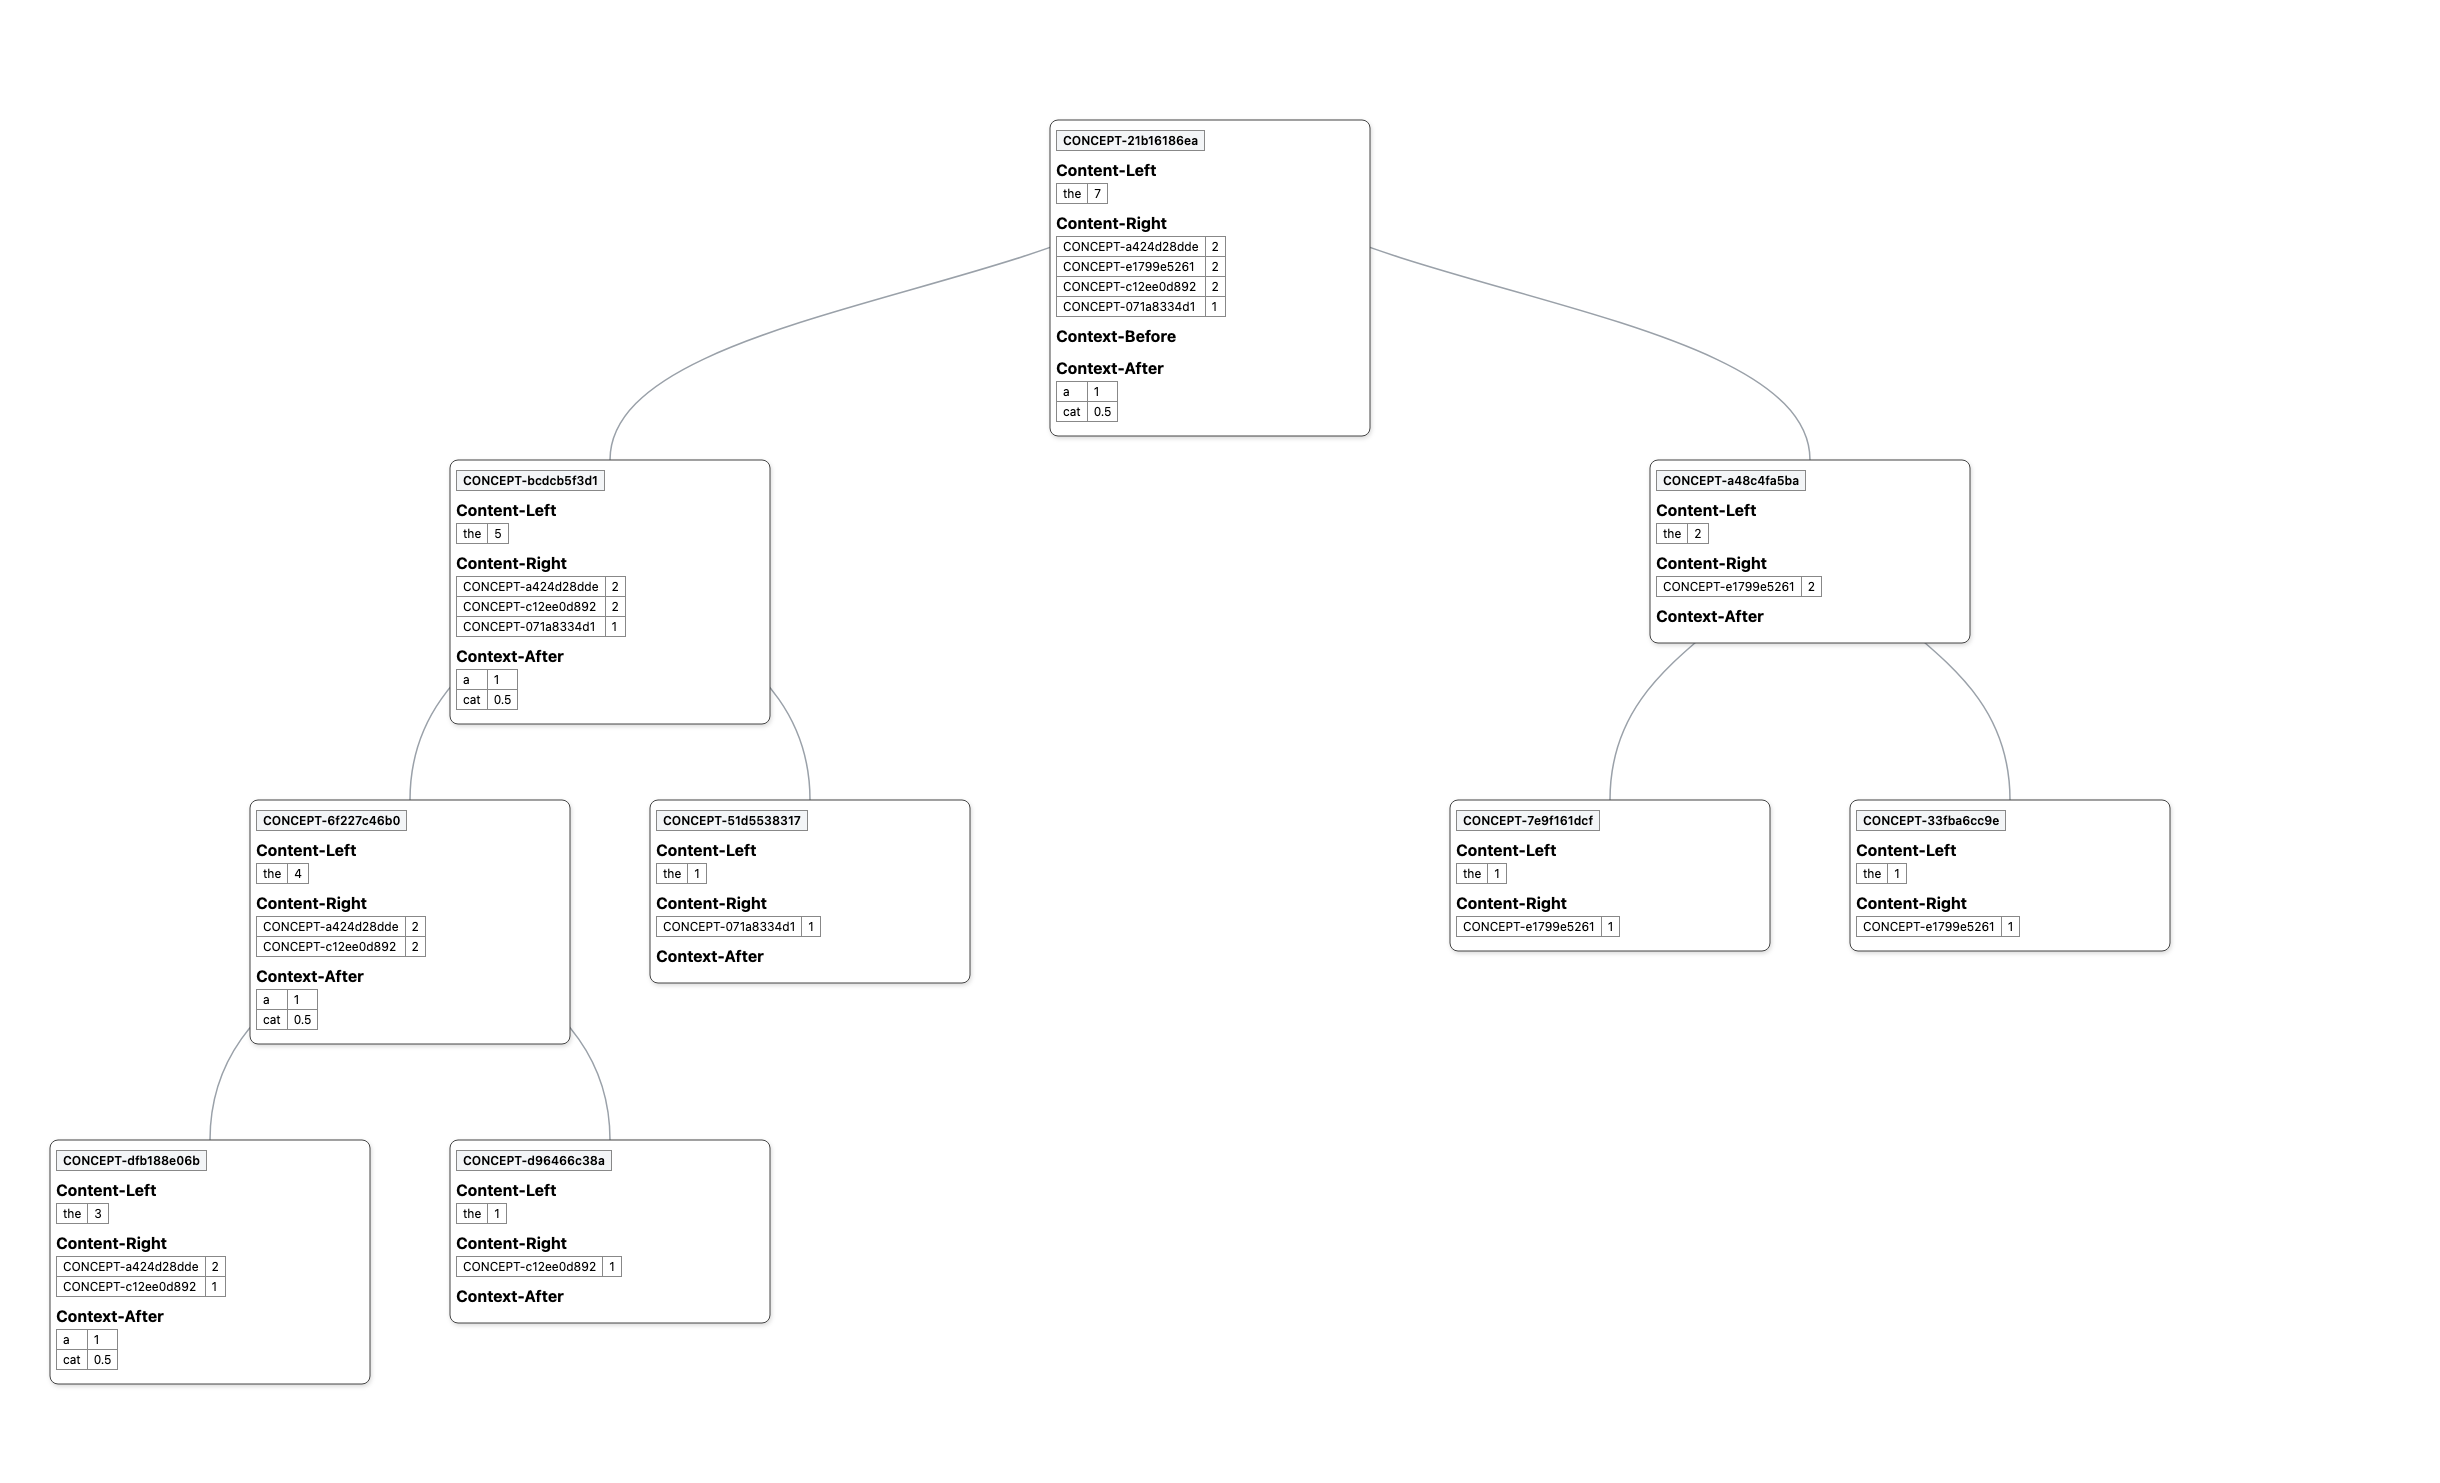 CONCEPT-21b16186ea
Content-Left
the 7
Content-Right
CONCEPT-a424d28dde 2
CONCEPT-e1799e5261 2
CONCEPT-c12ee0d892 2
CONCEPT-071a8334d1 1
Context-Before
Context-After
a 1
cat 0.5
CONCEPT-bcdcb5f3d1
Content-Left
the 5
Content-Right
CONCEPT-a424d28dde 2
CONCEPT-c12ee0d892 2
CONCEPT-071a8334d1 1
Context-After
a 1
cat 0.5
CONCEPT-a48c4fa5ba
Content-Left
the 2
Content-Right
CONCEPT-e1799e5261 2
Context-After
CONCEPT-6f227c46b0
Content-Left
the 4
Content-Right
CONCEPT-a424d28dde 2
CONCEPT-c12ee0d892 2
Context-After
a 1
cat 0.5
CONCEPT-51d5538317
Content-Left
the 1
Content-Right
CONCEPT-071a8334d1 1
Context-After
CONCEPT-7e9f161dcf
Content-Left
the 1
Content-Right
CONCEPT-e1799e5261 1
CONCEPT-33fba6cc9e
Content-Left
the 1
Content-Right
CONCEPT-e1799e5261 1
CONCEPT-dfb188e06b
Content-Left
the 3
Content-Right
CONCEPT-a424d28dde 2
CONCEPT-c12ee0d892 1
Context-After
a 1
cat 0.5
CONCEPT-d96466c38a
Content-Left
the 1
Content-Right
CONCEPT-c12ee0d892 1
Context-After